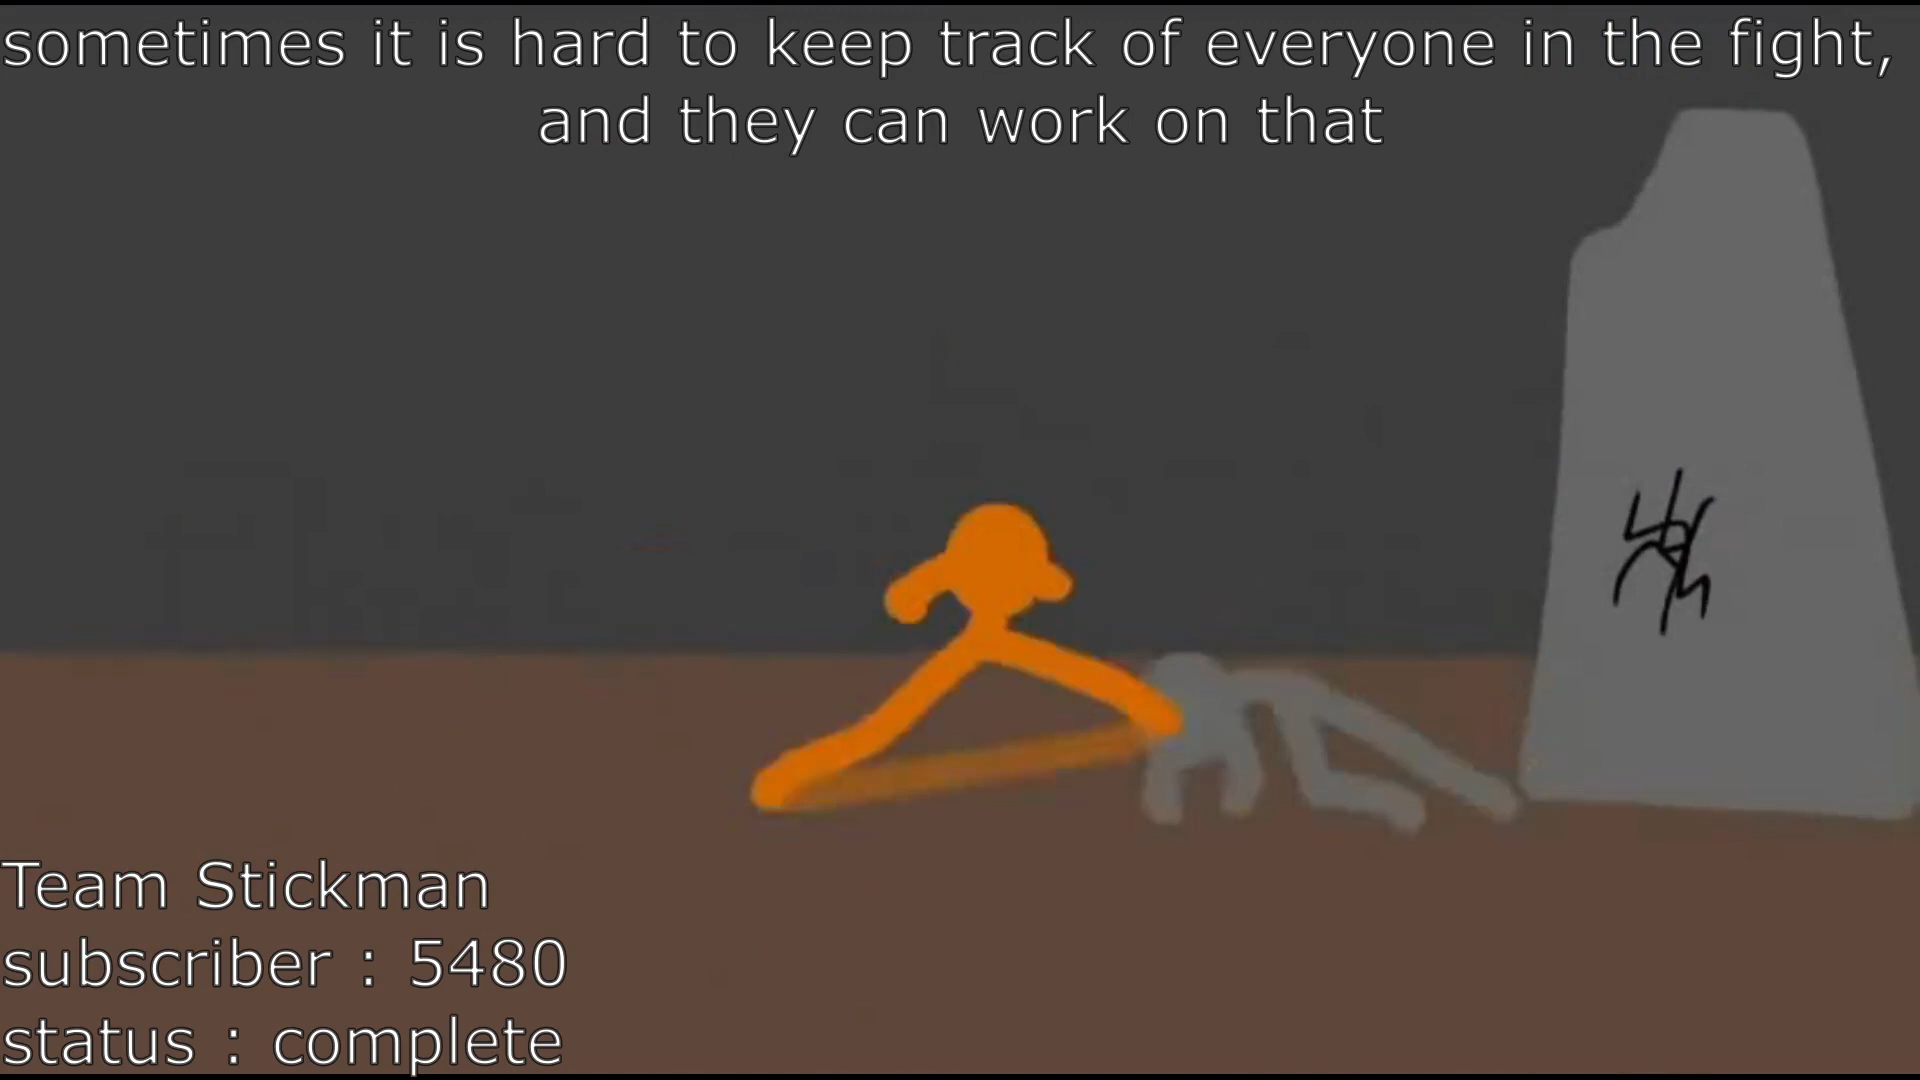 sometimes it is hard to keep track of everyone in the fight,
and they can work on that
Team Stickman
subscriber : 5480
status : complete